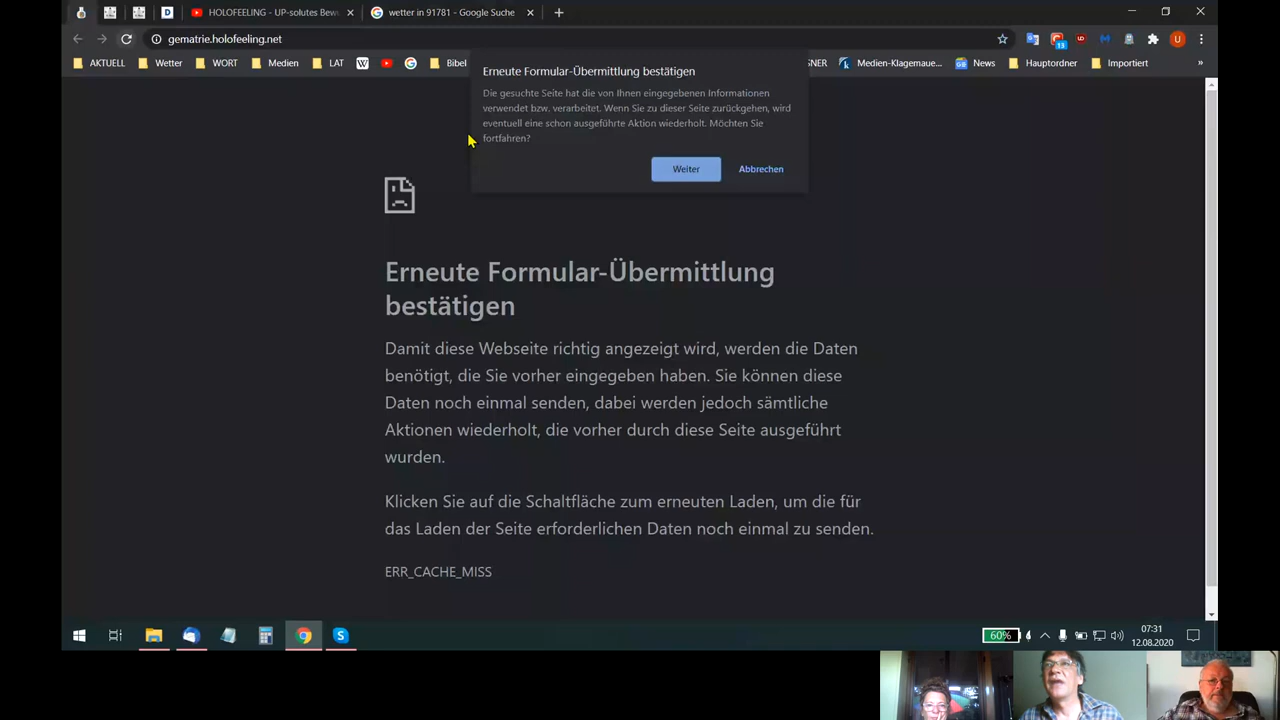 HOLOFEELING - UP-solutes Bew
wetter in 91781 - Google Suche
gematrie.holofeeling.net
13
U
AKTUELL
Wetter
WORT
Medien
LAT
W
Bibel
SNER
Medien-Klagemaue...
GB
News
Hauptordner
Importiert
»
Erneute Formular-Übermittlung bestätigen
Die gesuchte Seite hat die von Ihnen eingegebenen Informationen
verwendet bzw. verarbeitet. Wenn Sie zu dieser Seite zurückgehen, wird
eventuell eine schon ausgeführte Aktion wiederholt. Möchten Sie
fortfahren?
Weiter
Abbrechen
Erneute Formular-Übermittlung
bestätigen
Damit diese Webseite richtig angezeigt wird, werden die Daten
benötigt, die Sie vorher eingegeben haben. Sie können diese
Daten noch einmal senden, dabei werden jedoch sämtliche
Aktionen wiederholt, die vorher durch diese Seite ausgeführt
wurden.
Klicken Sie auf die Schaltfläche zum erneuten Laden, um die für
das Laden der Seite erforderlichen Daten noch einmal zu senden.
ERR_CACHE_MISS
60%
07:31
12.08.2020